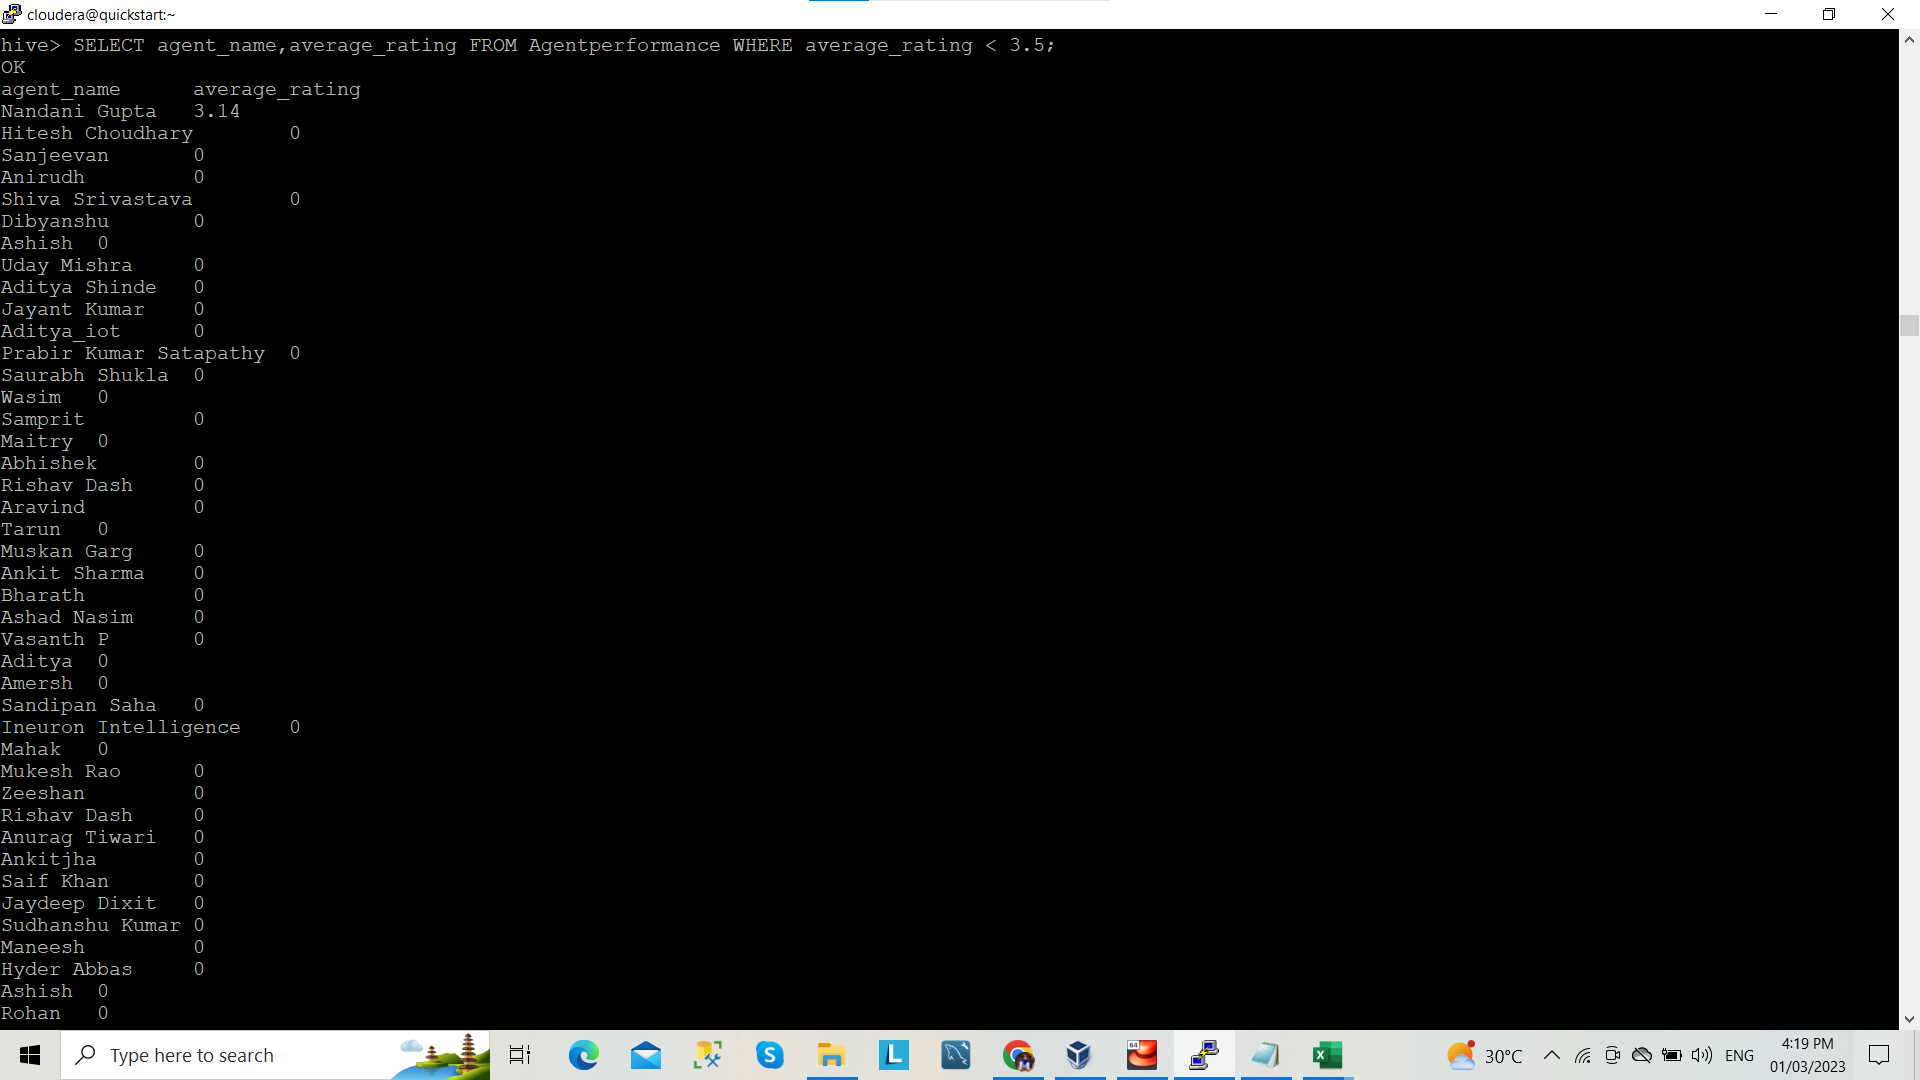 cloudera@quickstart:~
hive> SELECT agent_name,average_rating FROM Agentperformance WHERE average_rating < 3.5;
OK
agent_name average_rating
Nandani Gupta 3.14
Hitesh Choudhary 0
Sanjeevan 0
Anirudh 0
Shiva Srivastava 0
Dibyanshu 0
Ashish 0
Uday Mishra 0
Aditya Shinde 0
Jayant Kumar 0
Aditya_iot 0
Prabir Kumar Satapathy 0
Saurabh Shukla 0
Wasim 0
Samprit 0
Maitry 0
Abhishek 0
Rishav Dash 0
Aravind 0
Tarun 0
Muskan Garg 0
Ankit Sharma 0
Bharath 0
Ashad Nasim 0
Vasanth P 0
Aditya 0
Amersh 0
Sandipan Saha 0
Ineuron Intelligence 0
Mahak 0
Mukesh Rao 0
Zeeshan 0
Rishav Dash 0
Anurag Tiwari 0
Ankitjha 0
Saif Khan 0
Jaydeep Dixit 0
Sudhanshu Kumar 0
Maneesh 0
Hyder Abbas 0
Ashish 0
Rohan 0
Type here to search
S
L
64
30°C
ENG
4:19 PM
01/03/2023